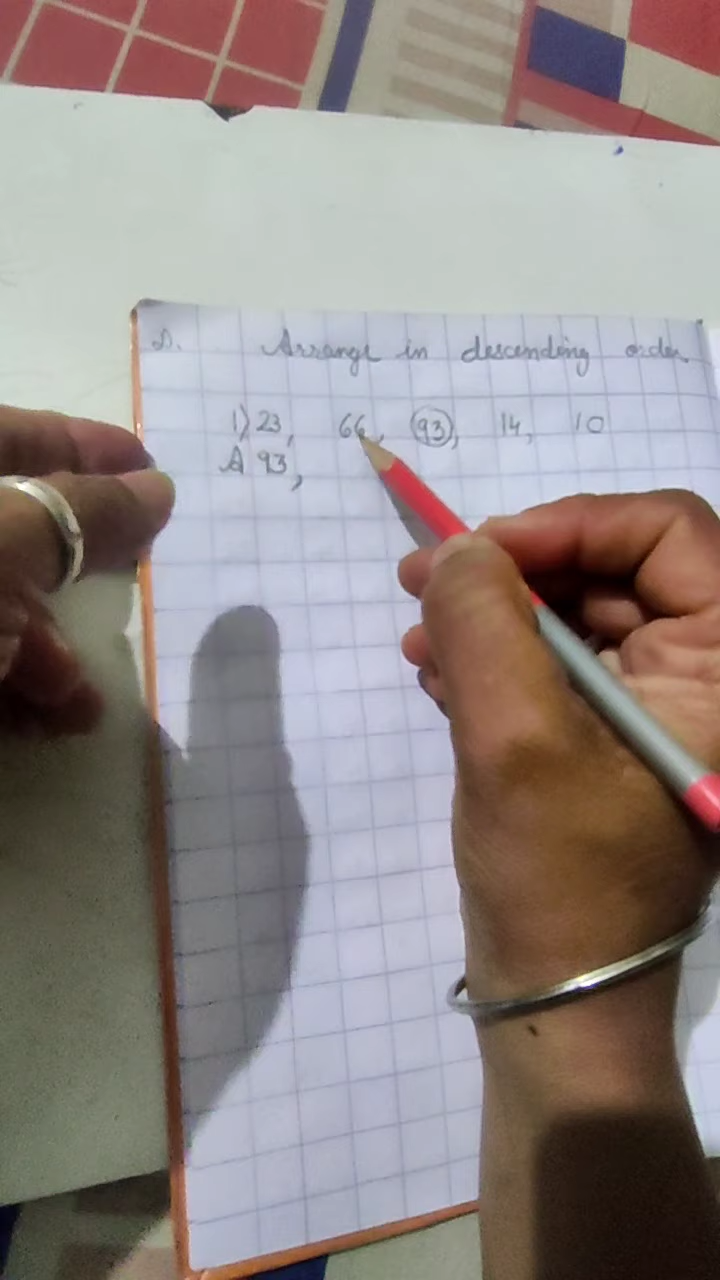 D. Arrange in descending order
1) 23, 66, 93, 14, 10
A 93,